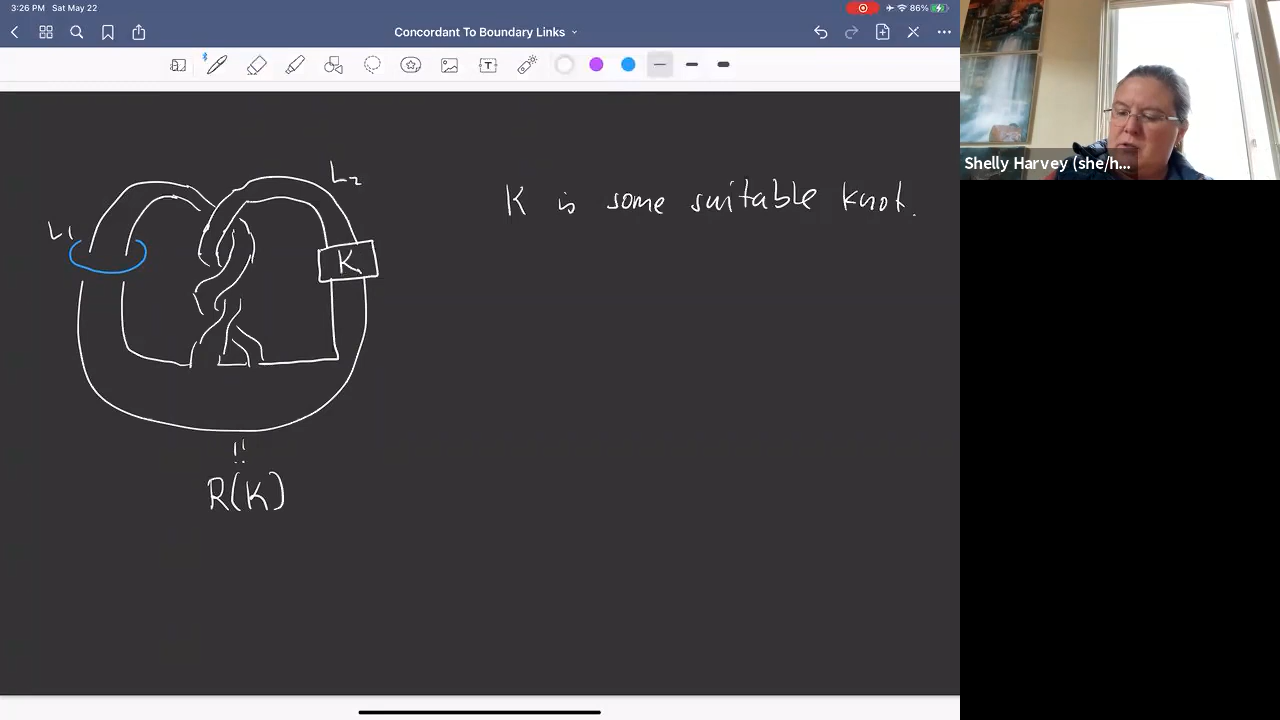 3:26 PM Sat May 22
86%
Concordant To Boundary Links
T
L1
L2
K
R(K)
K is some suitable knot.
Shelly Harvey (she/h...